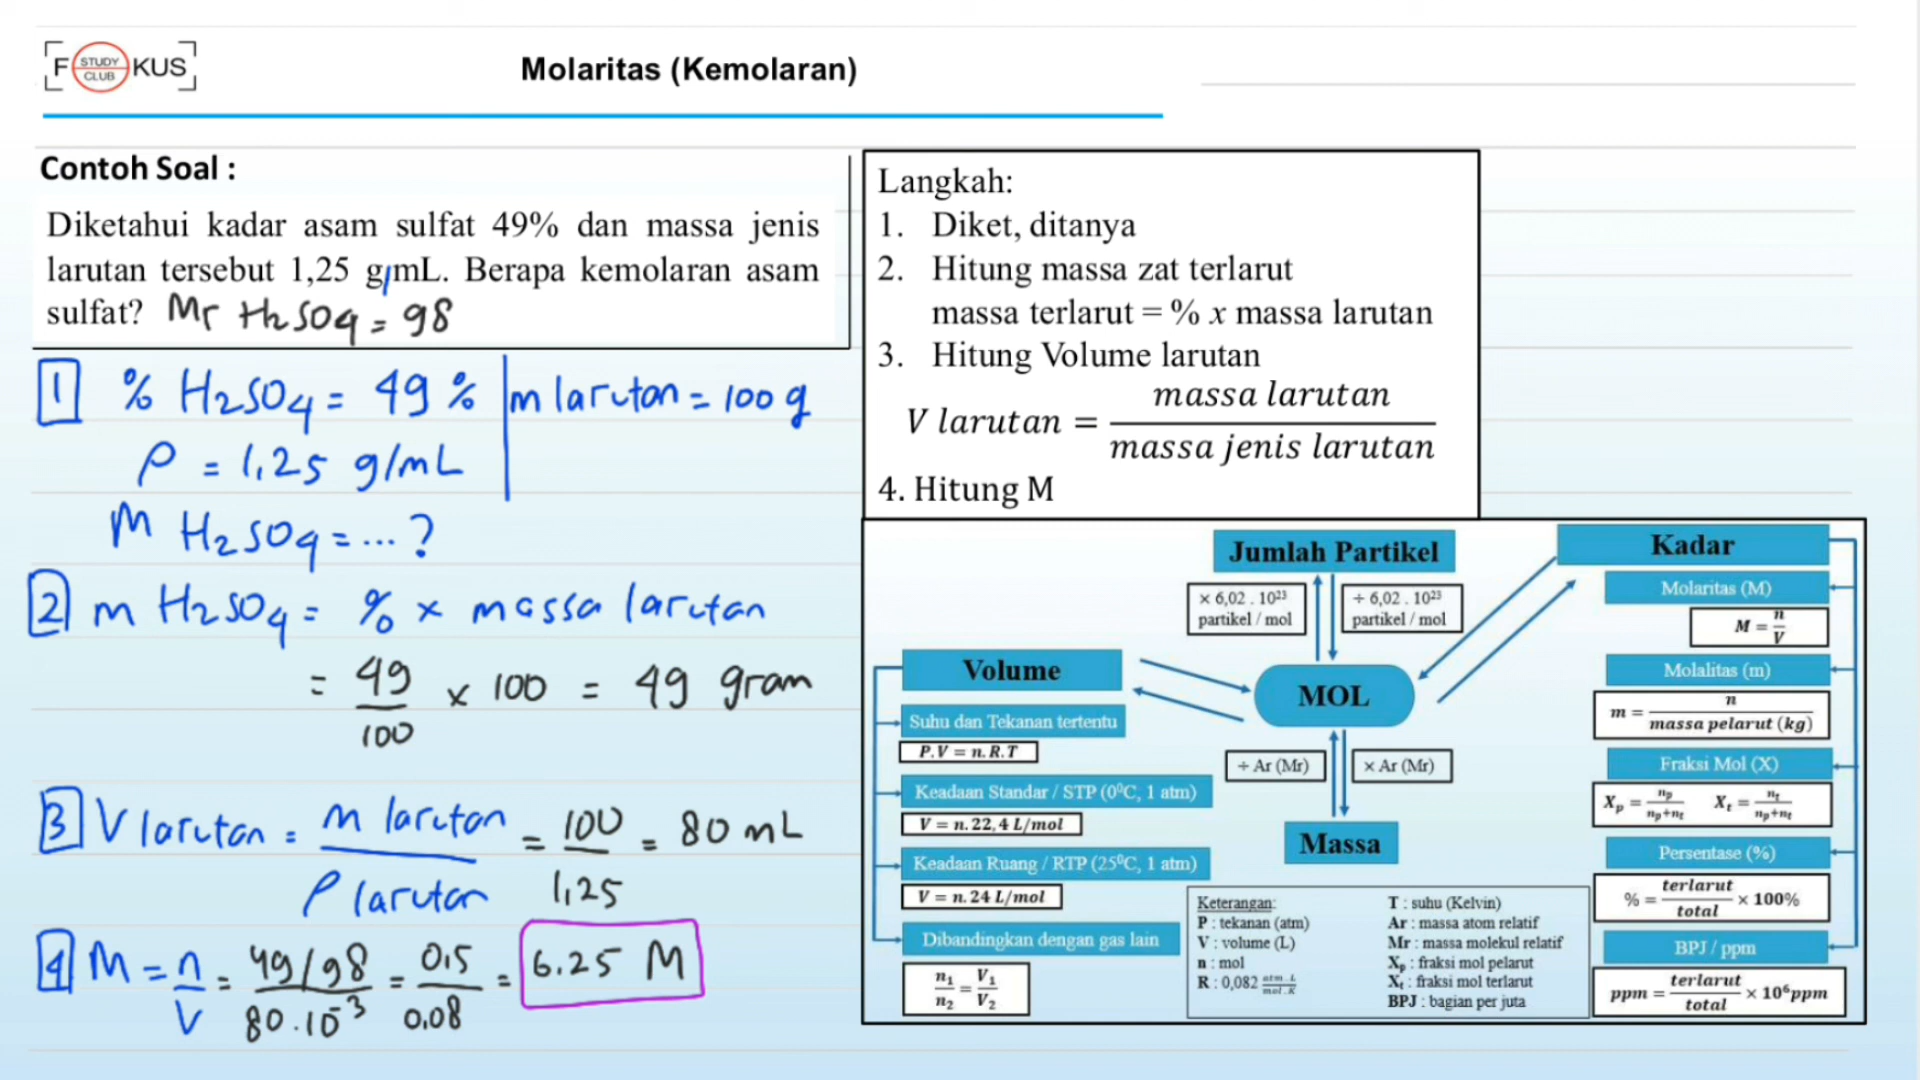 FOKUS
STUDY
CLUB
Molaritas (Kemolaran)
Contoh Soal :
Diketahui kadar asam sulfat 49% dan massa jenis
larutan tersebut 1,25 g/mL. Berapa kemolaran asam
sulfat? Mr H₂SO₄ = 98
1 % H₂SO₄ = 49 % | m larutan = 100 g
ρ = 1,25 g/mL
M H₂SO₄ = ... ?
2 m H₂SO₄ = % × massa larutan
= 49/100 × 100 = 49 gram
3 V larutan = m larutan / ρ larutan = 100 / 1,25 = 80 mL
4 M = n/V = 49/98 / 80.10⁻³ = 0,5 / 0,08 = 6.25 M
Langkah:
1. Diket, ditanya
2. Hitung massa zat terlarut
massa terlarut = % x massa larutan
3. Hitung Volume larutan
V larutan = massa larutan / massa jenis larutan
4. Hitung M
Jumlah Partikel
× 6,02 . 10²³
partikel / mol
÷ 6,02 . 10²³
partikel / mol
Volume
Suhu dan Tekanan tertentu
P.V = n.R.T
Keadaan Standar / STP (0⁰C, 1 atm)
V = n.22,4 L/mol
Keadaan Ruang / RTP (25⁰C, 1 atm)
V = n.24 L/mol
Dibandingkan dengan gas lain
n₁/n₂ = V₁/V₂
MOL
÷ Ar (Mr)
× Ar (Mr)
Massa
Kadar
Molaritas (M)
M = n/V
Molalitas (m)
m = n / massa pelarut (kg)
Fraksi Mol (X)
Xₚ = nₚ/(nₚ+nₜ) Xₜ = nₜ/(nₚ+nₜ)
Persentase (%)
% = terlarut/total × 100%
BPJ / ppm
ppm = terlarut/total × 10⁶ppm
Keterangan:
P : tekanan (atm)
V : volume (L)
n : mol
R : 0,082 atm.L/mol.K
T : suhu (Kelvin)
Ar : massa atom relatif
Mr : massa molekul relatif
Xₚ : fraksi mol pelarut
Xₜ : fraksi mol terlarut
BPJ : bagian per juta